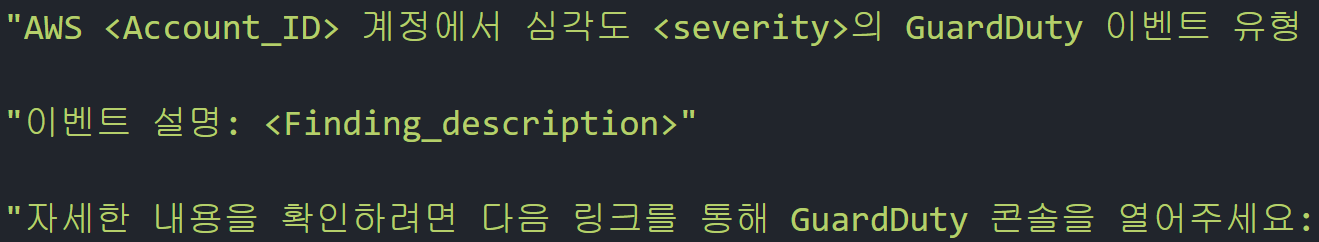 "AWS <Account_ID> 계정에서 심각도 <severity>의 GuardDuty 이벤트 유형
"이벤트 설명: <Finding_description>"
"자세한 내용을 확인하려면 다음 링크를 통해 GuardDuty 콘솔을 열어주세요: